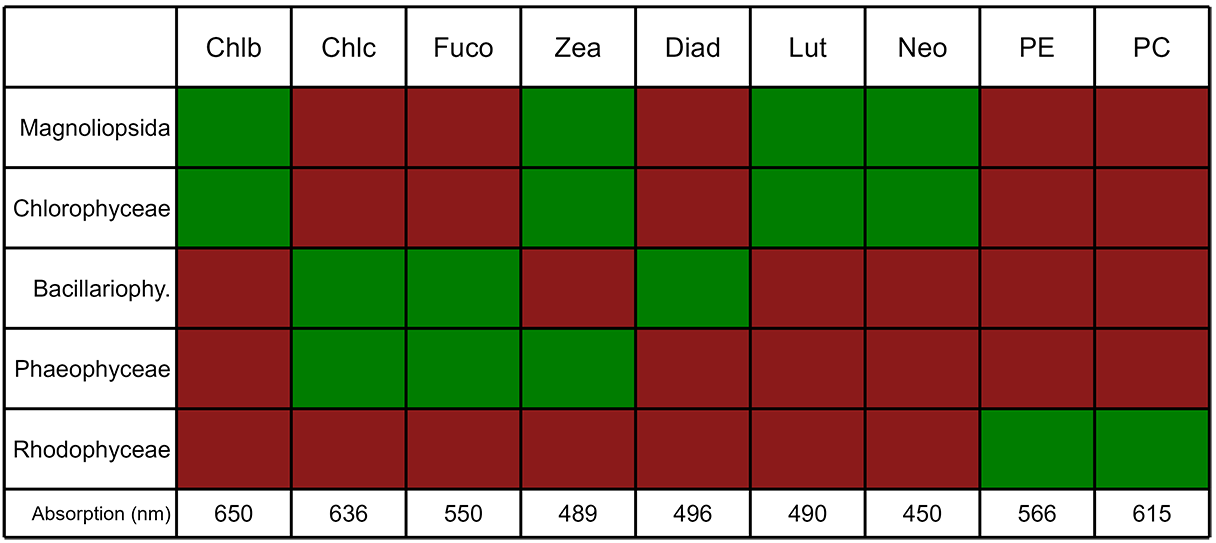 Chlb Chlc Fuco Zea Diad Lut Neo PE PC
Magnoliopsida
Chlorophyceae
Bacillariophy.
Phaeophyceae
Rhodophyceae
Absorption (nm) 650 636 550 489 496 490 450 566 615